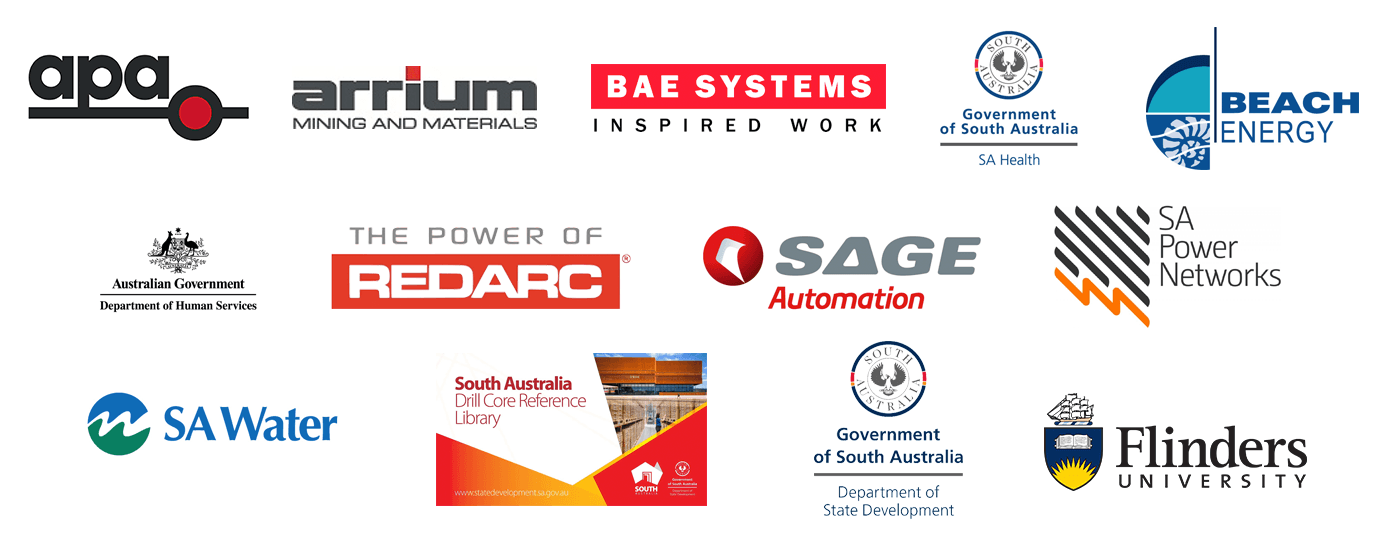 apa
arrium
MINING AND MATERIALS
BAE SYSTEMS
INSPIRED WORK
SOUTH AUSTRALIA
Government
of South Australia
SA Health
BEACH
ENERGY
Australian Government
Department of Human Services
THE POWER OF
REDARC®
SAGE
Automation
SA
Power
Networks
SA Water
South Australia
Drill Core Reference
Library
www.statedevelopment.sa.gov.au
SOUTH
AUSTRALIA
Government
of South Australia
Department of
State Development
SOUTH AUSTRALIA
Government
of South Australia
Department of
State Development
Flinders
UNIVERSITY